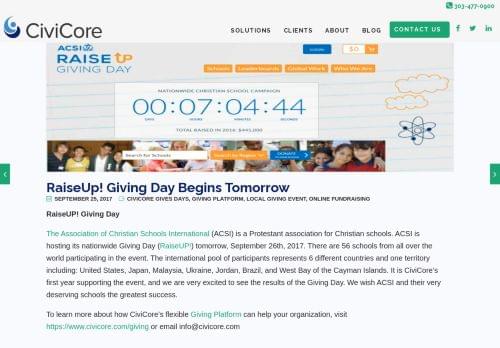 303-477-0900
CiviCore
SOLUTIONS CLIENTS ABOUT BLOG CONTACT US
ACSI
RAISE UP
GIVING DAY
LOGIN $0
Schools Leaderboards Global Work Who We Are
NATIONWIDE CHRISTIAN SCHOOL CAMPAIGN
00:07:04:44
DAYS HOURS MINUTES SECONDS
TOTAL RAISED IN 2016: $441,000
Search for Schools Search by Region DONATE
RaiseUp! Giving Day Begins Tomorrow
SEPTEMBER 25, 2017 CIVICORE GIVES DAYS, GIVING PLATFORM, LOCAL GIVING EVENT, ONLINE FUNDRAISING
RaiseUP! Giving Day
The Association of Christian Schools International (ACSI) is a Protestant association for Christian schools. ACSI is
hosting its nationwide Giving Day (RaiseUP!) tomorrow, September 26th, 2017. There are 56 schools from all over the
world participating in the event. The international pool of participants represents 6 different countries and one territory
including: United States, Japan, Malaysia, Ukraine, Jordan, Brazil, and West Bay of the Cayman Islands. It is CiviCore's
first year supporting the event, and we are very excited to see the results of the Giving Day. We wish ACSI and their very
deserving schools the greatest success.
To learn more about how CiviCore's flexible Giving Platform can help your organization, visit
https://www.civicore.com/giving or email info@civicore.com